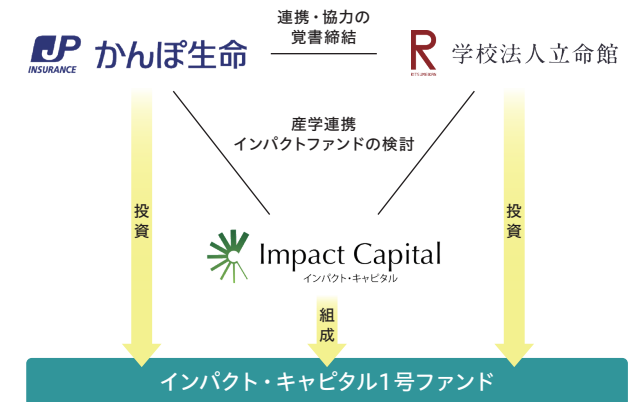 連携・協力の
覚書締結
JP
INSURANCE
かんぽ生命
R
RITSUMEIKAN
学校法人立命館
産学連携
インパクトファンドの検討
投資
投資
Impact Capital
インパクト・キャピタル
組成
インパクト・キャピタル1号ファンド